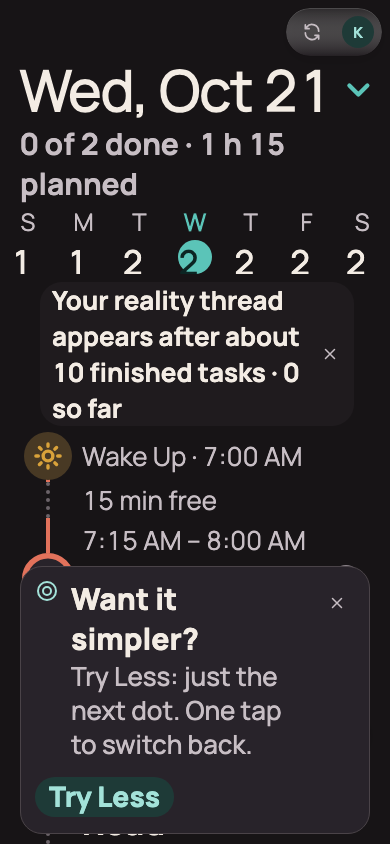 K
Wed, Oct 21
0 of 2 done · 1 h 15
planned
S M T W T F S
1 1 2 2 2 2 2
Your reality thread
appears after about
10 finished tasks · 0
so far
Wake Up · 7:00 AM
15 min free
7:15 AM – 8:00 AM
Want it
simpler?
Try Less: just the
next dot. One tap
to switch back.
Try Less